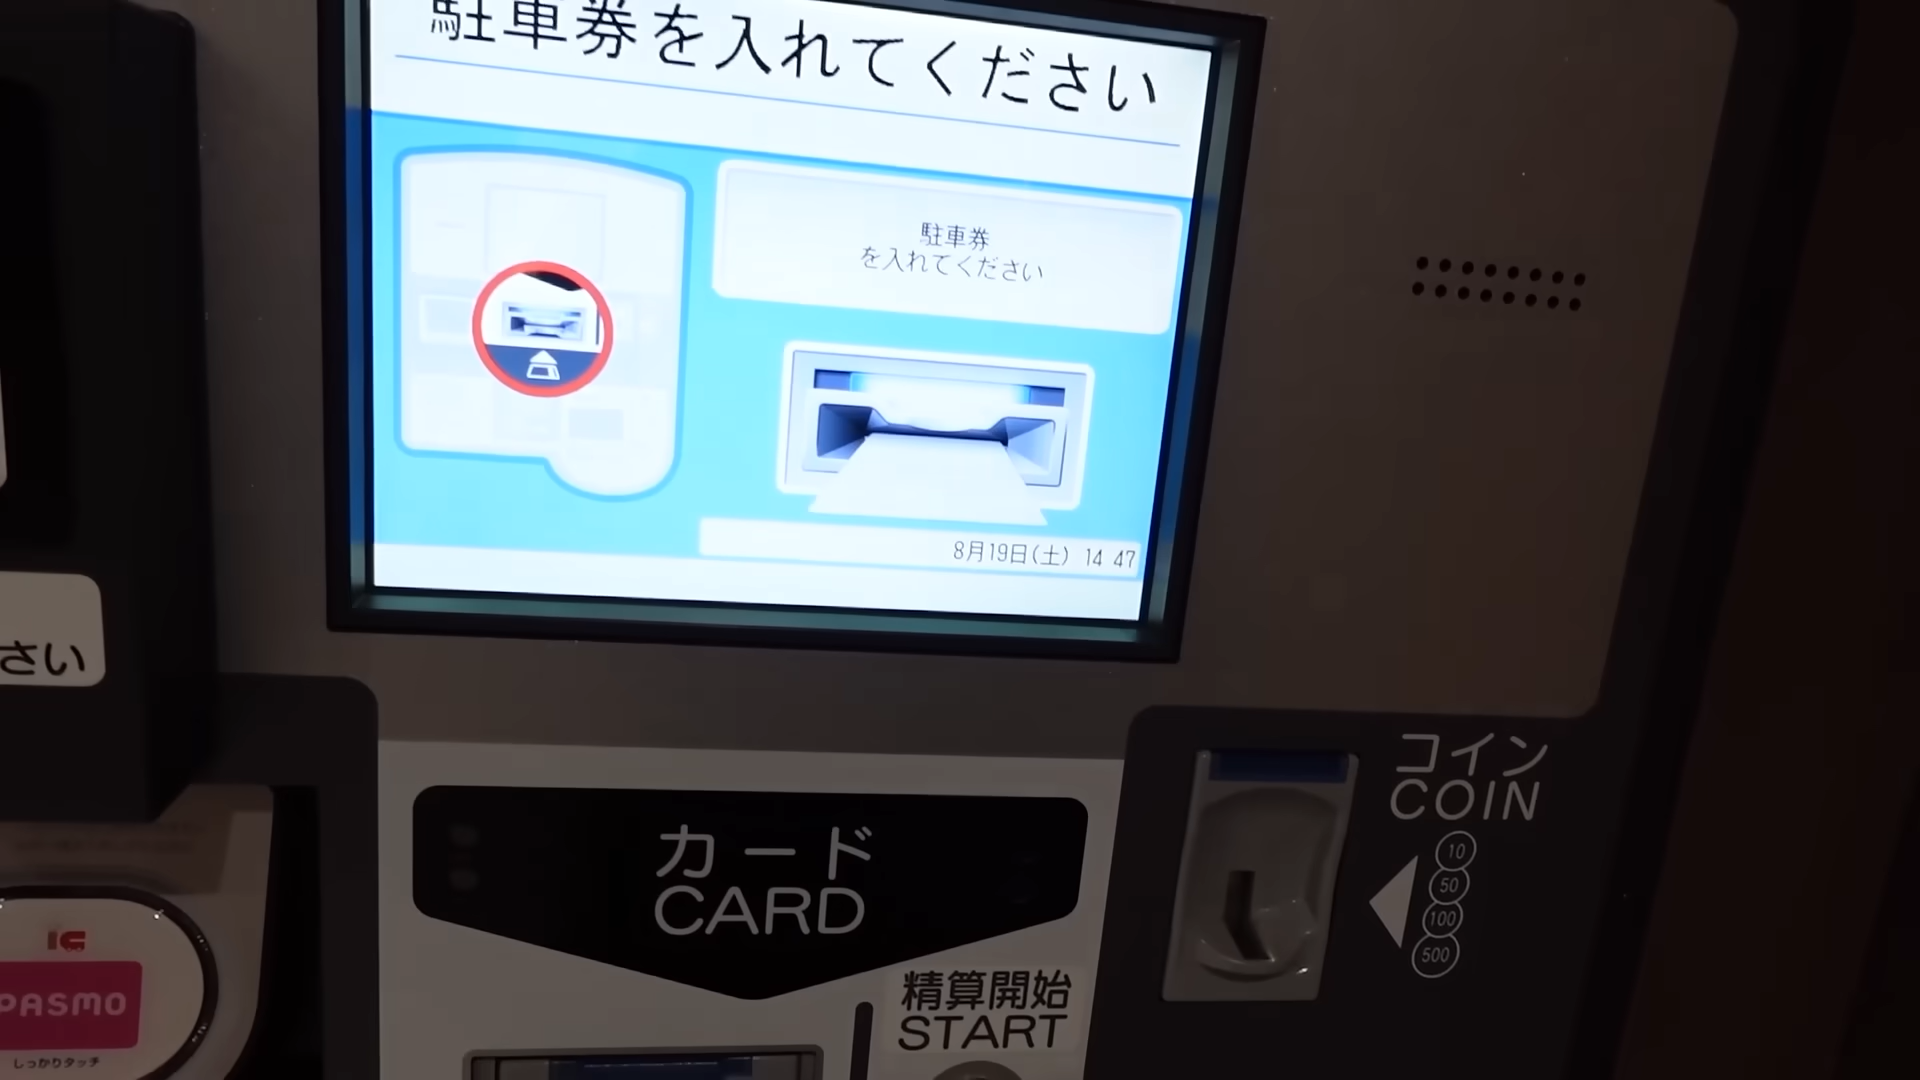 駐車券を入れてください
駐車券
を入れてください
8月19日(土) 14 47
さい
カード
CARD
コイン
COIN
10
50
100
500
精算開始
START
IC
PASMO
しっかりタッチ